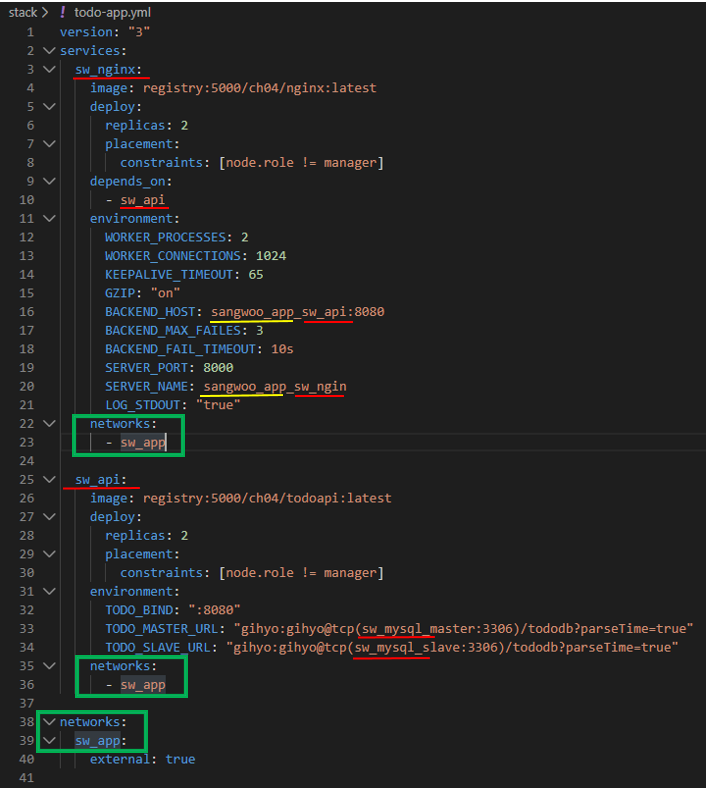 stack > ! todo-app.yml
1 version: "3"
2 services:
3 sw_nginx:
4 image: registry:5000/ch04/nginx:latest
5 deploy:
6 replicas: 2
7 placement:
8 constraints: [node.role != manager]
9 depends_on:
10 - sw_api
11 environment:
12 WORKER_PROCESSES: 2
13 WORKER_CONNECTIONS: 1024
14 KEEPALIVE_TIMEOUT: 65
15 GZIP: "on"
16 BACKEND_HOST: sangwoo_app_sw_api:8080
17 BACKEND_MAX_FAILES: 3
18 BACKEND_FAIL_TIMEOUT: 10s
19 SERVER_PORT: 8000
20 SERVER_NAME: sangwoo_app_sw_ngin
21 LOG_STDOUT: "true"
22 networks:
23 - sw_app
24
25 sw_api:
26 image: registry:5000/ch04/todoapi:latest
27 deploy:
28 replicas: 2
29 placement:
30 constraints: [node.role != manager]
31 environment:
32 TODO_BIND: ":8080"
33 TODO_MASTER_URL: "gihyo:gihyo@tcp(sw_mysql_master:3306)/tododb?parseTime=true"
34 TODO_SLAVE_URL: "gihyo:gihyo@tcp(sw_mysql_slave:3306)/tododb?parseTime=true"
35 networks:
36 - sw_app
37
38 networks:
39 sw_app:
40 external: true
41